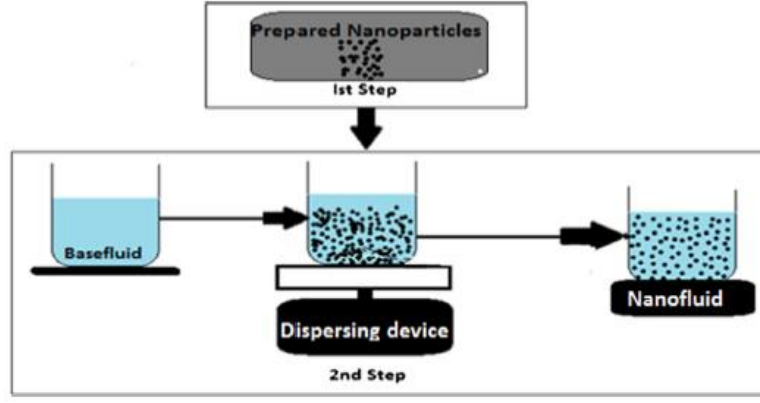 Prepared Nanoparticles
Ist Step
Basefluid
Dispersing device
Nanofluid
2nd Step